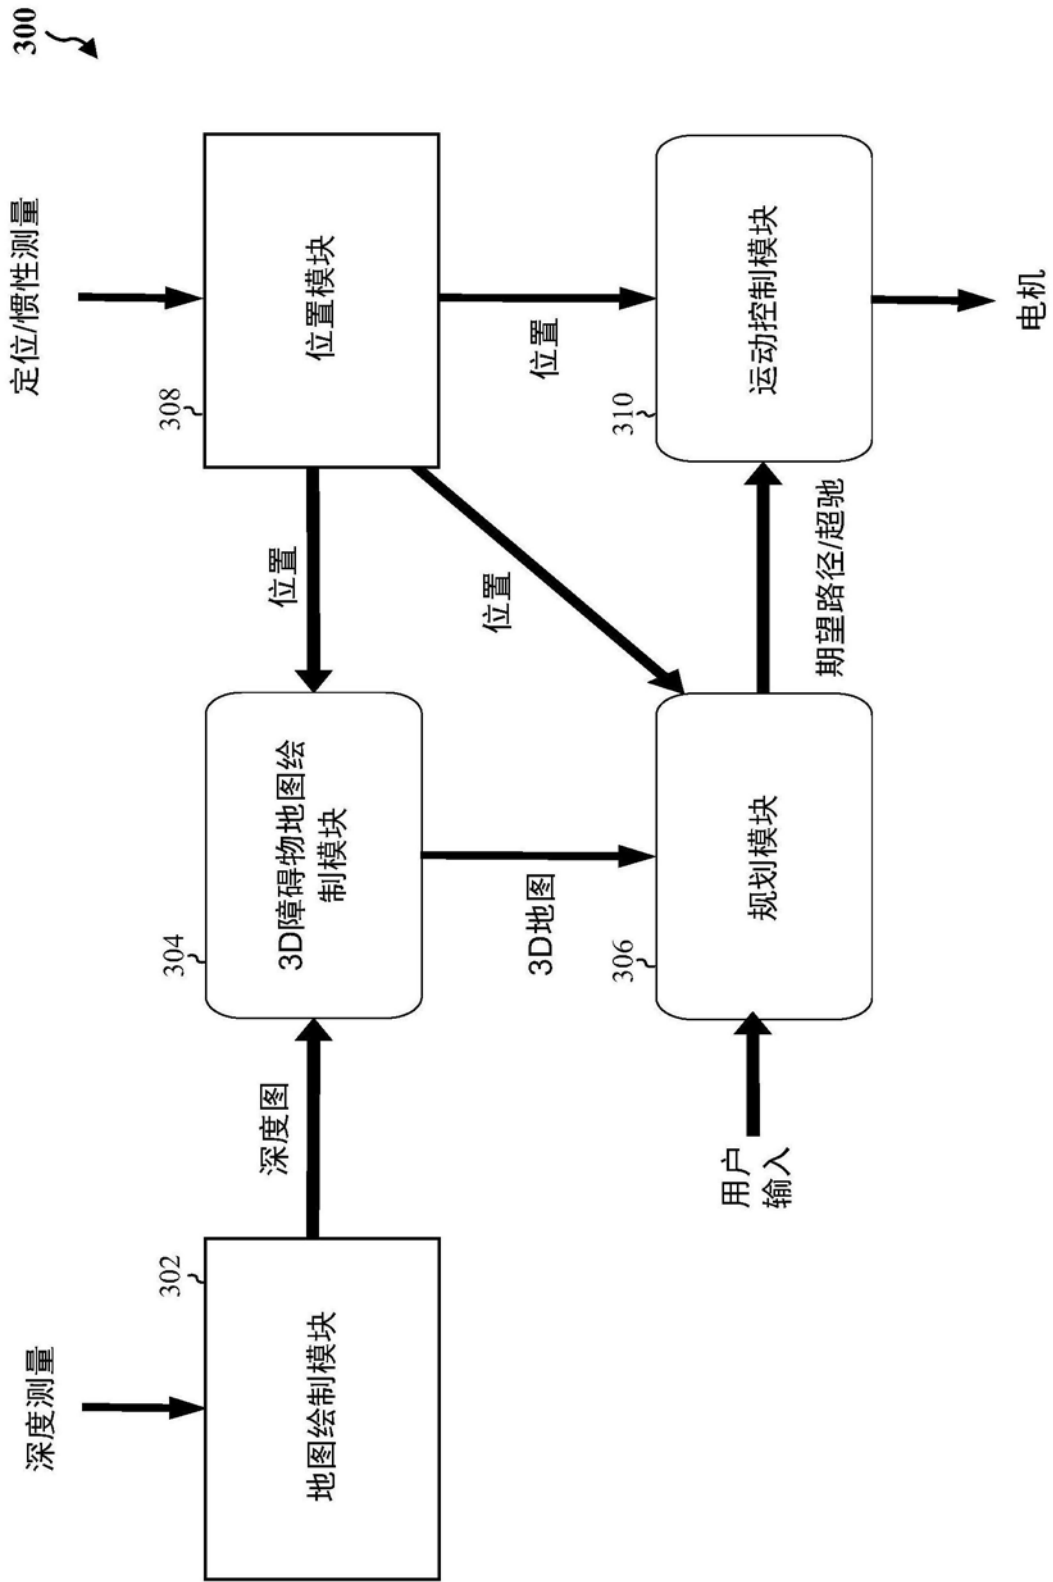 300
深度测量
定位/惯性测量
302
地图绘制模块
深度图
304
3D障碍物地图绘
制模块
位置
308
位置模块
3D地图
位置
位置
用户
输入
306
规划模块
期望路径/超驰
310
运动控制模块
电机